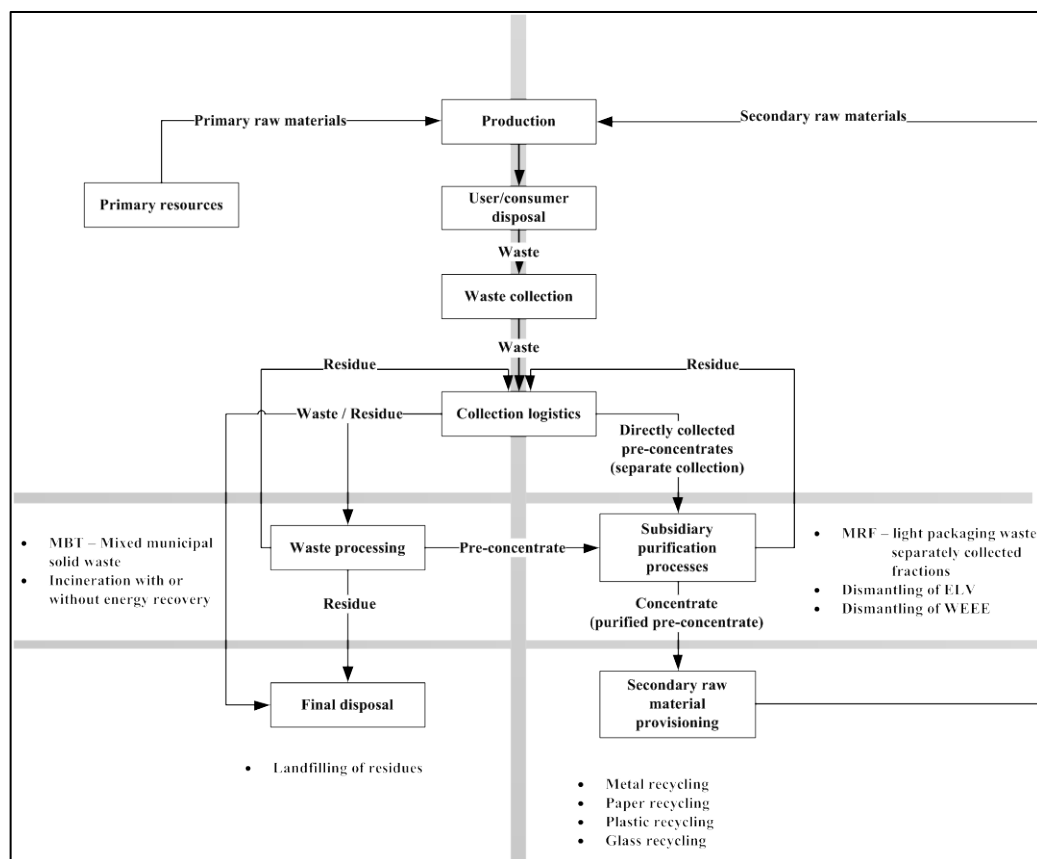 Primary raw materials
Production
Secondary raw materials
Primary resources
User/consumer
disposal
Waste
Waste collection
Waste
Residue
Residue
Waste / Residue
Collection logistics
Directly collected
pre-concentrates
(separate collection)
• MBT – Mixed municipal
solid waste
• Incineration with or
without energy recovery
Waste processing
Pre-concentrate
Subsidiary
purification
processes
• MRF – light packaging waste
separately collected
fractions
• Dismantling of ELV
• Dismantling of WEEE
Residue
Concentrate
(purified pre-concentrate)
Final disposal
Secondary raw
material
provisioning
• Landfilling of residues
• Metal recycling
• Paper recycling
• Plastic recycling
• Glass recycling